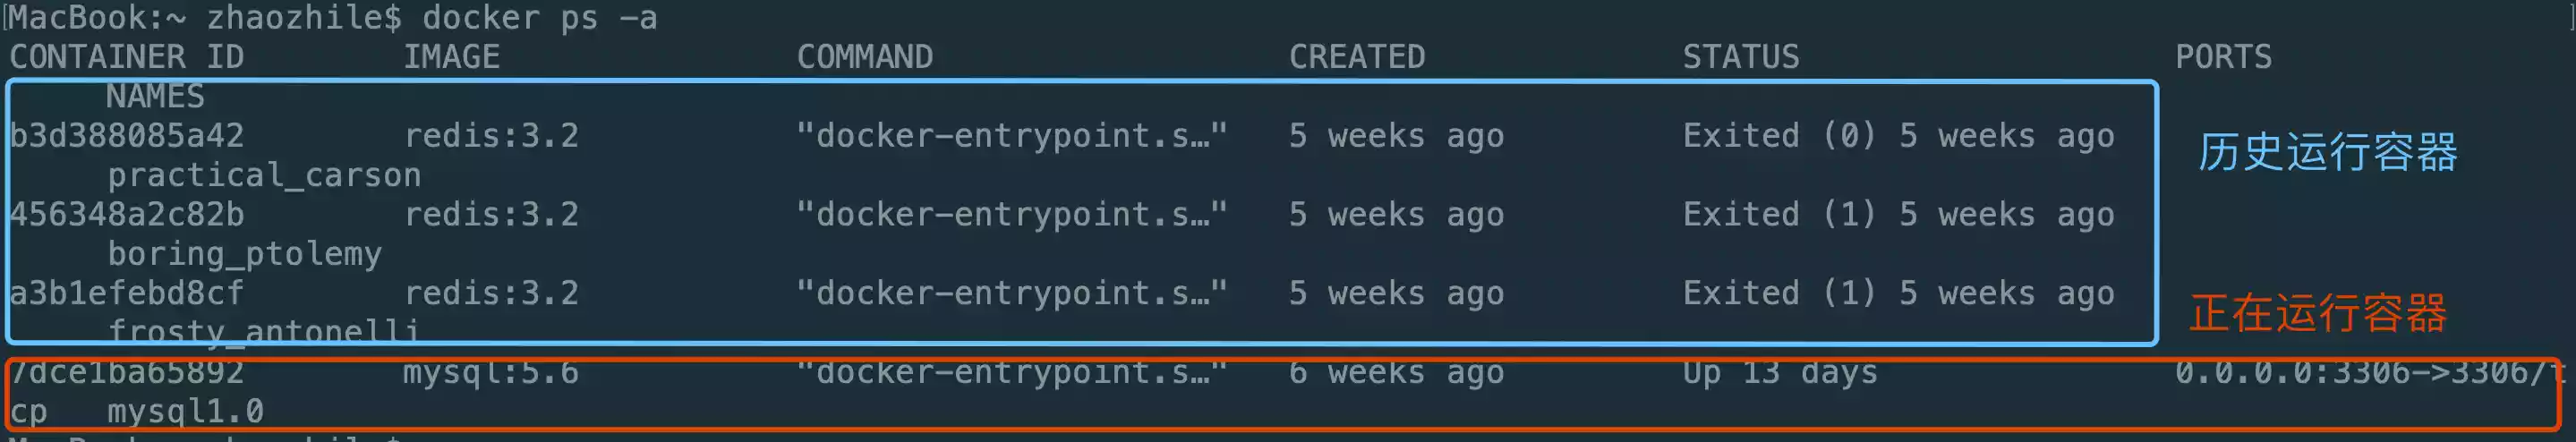 [MacBook:~ zhaozhile$ docker ps -a ]
CONTAINER ID IMAGE COMMAND CREATED STATUS PORTS
NAMES
b3d388085a42 redis:3.2 "docker-entrypoint.s…" 5 weeks ago Exited (0) 5 weeks ago
历史运行容器
practical_carson
456348a2c82b redis:3.2 "docker-entrypoint.s…" 5 weeks ago Exited (1) 5 weeks ago
boring_ptolemy
a3b1efebd8cf redis:3.2 "docker-entrypoint.s…" 5 weeks ago Exited (1) 5 weeks ago
正在运行容器
frosty_antonelli
7dce1ba65892 mysql:5.6 "docker-entrypoint.s…" 6 weeks ago Up 13 days 0.0.0.0:3306->3306/t
cp mysql1.0